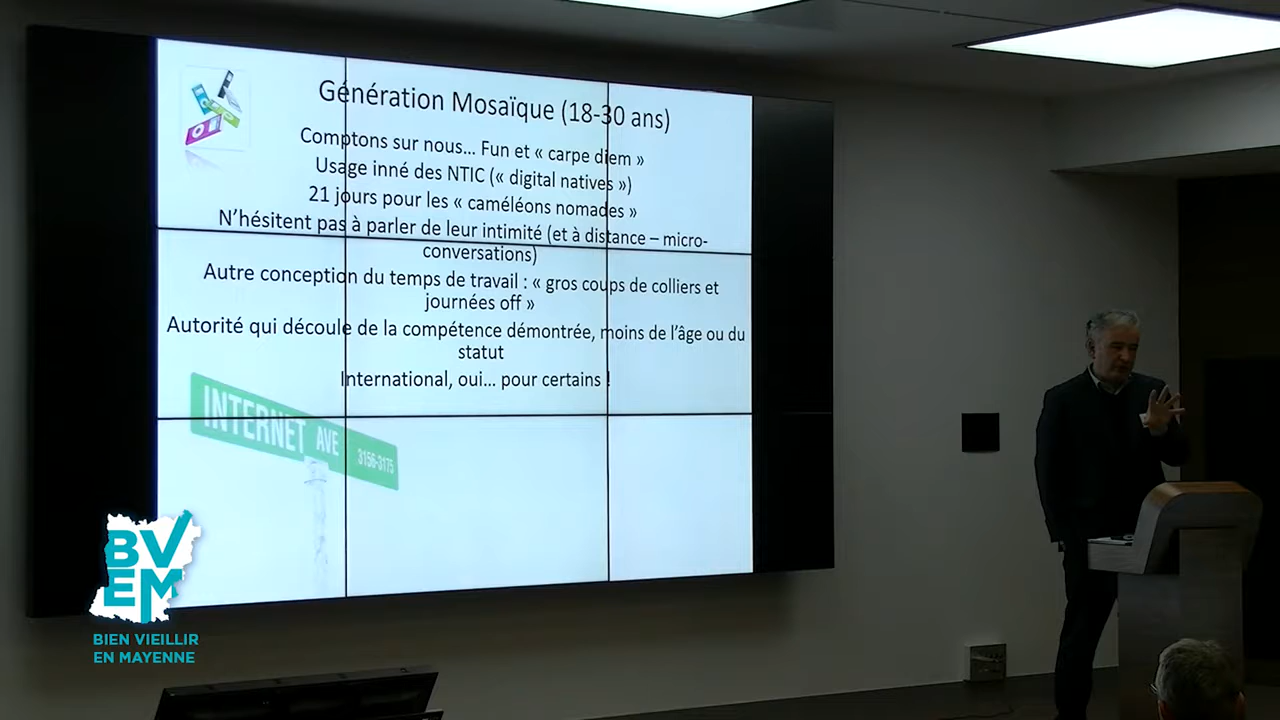 Génération Mosaïque (18-30 ans)
Comptons sur nous... Fun et « carpe diem »
Usage inné des NTIC (« digital natives »)
21 jours pour les « caméléons nomades »
N'hésitent pas à parler de leur intimité (et à distance – micro-
conversations)
Autre conception du temps de travail : « gros coups de colliers et
journées off »
Autorité qui découle de la compétence démontrée, moins de l'âge ou du
statut
International, oui... pour certains !
INTERNET AVE 3156-3175
BV
EM
BIEN VIEILLIR
EN MAYENNE